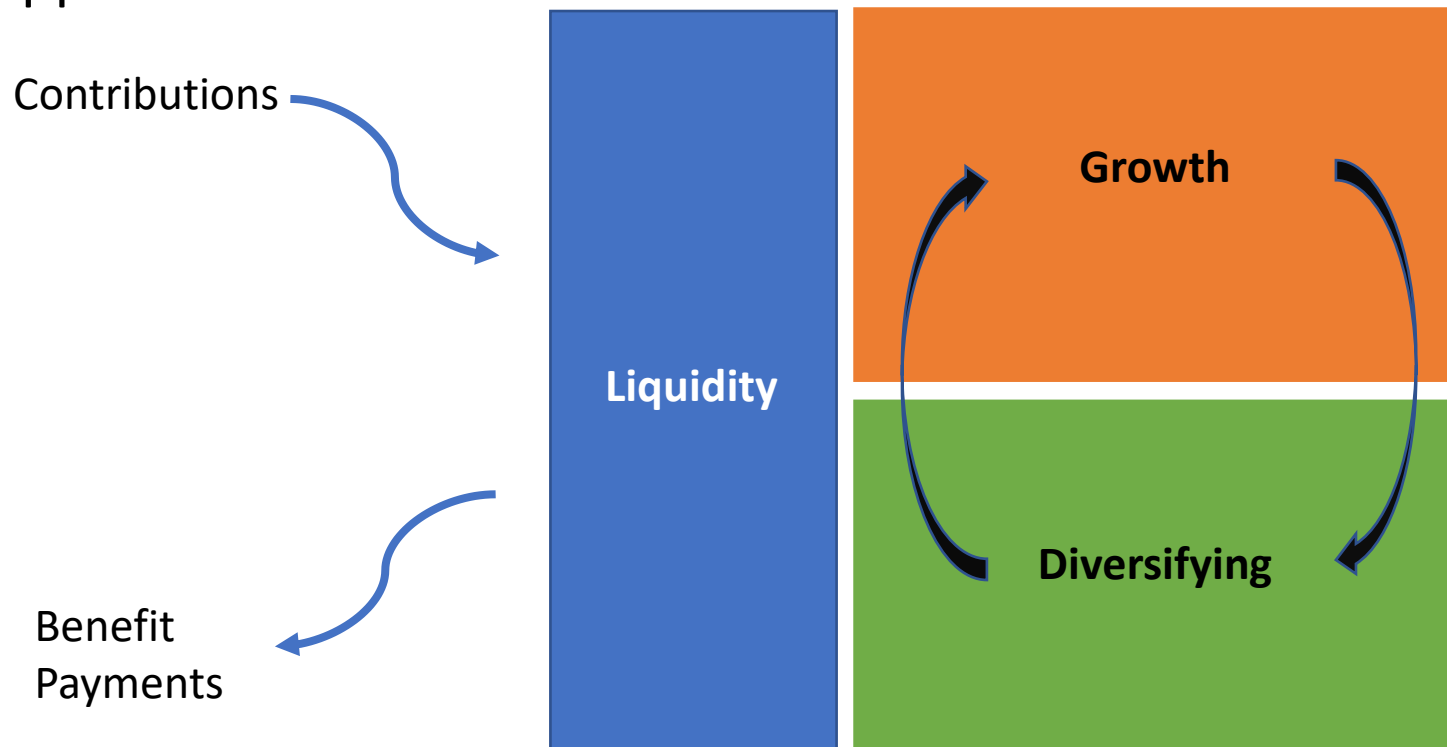 Contributions
Growth
Liquidity
Diversifying
Benefit
Payments